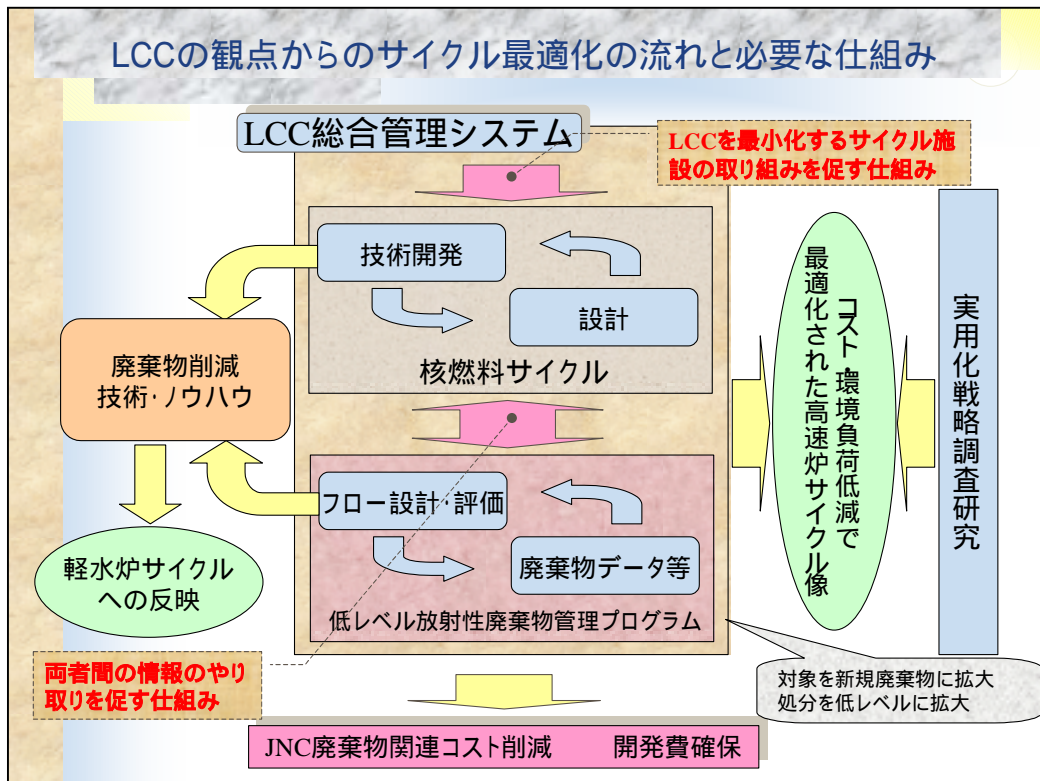 LCCの観点からのサイクル最適化の流れと必要な仕組み
LCC総合管理システム
LCCを最小化するサイクル施
設の取り組みを促す仕組み
技術開発
設計
核燃料サイクル
廃棄物削減
技術・ノウハウ
フロー設計・評価
廃棄物データ等
低レベル放射性廃棄物管理プログラム
軽水炉サイクル
への反映
両者間の情報のやり
取りを促す仕組み
コスト・環境負荷低減で
最適化された高速炉サイクル像
実用化戦略調査研究
対象を新規廃棄物に拡大
処分を低レベルに拡大
JNC廃棄物関連コスト削減 開発費確保